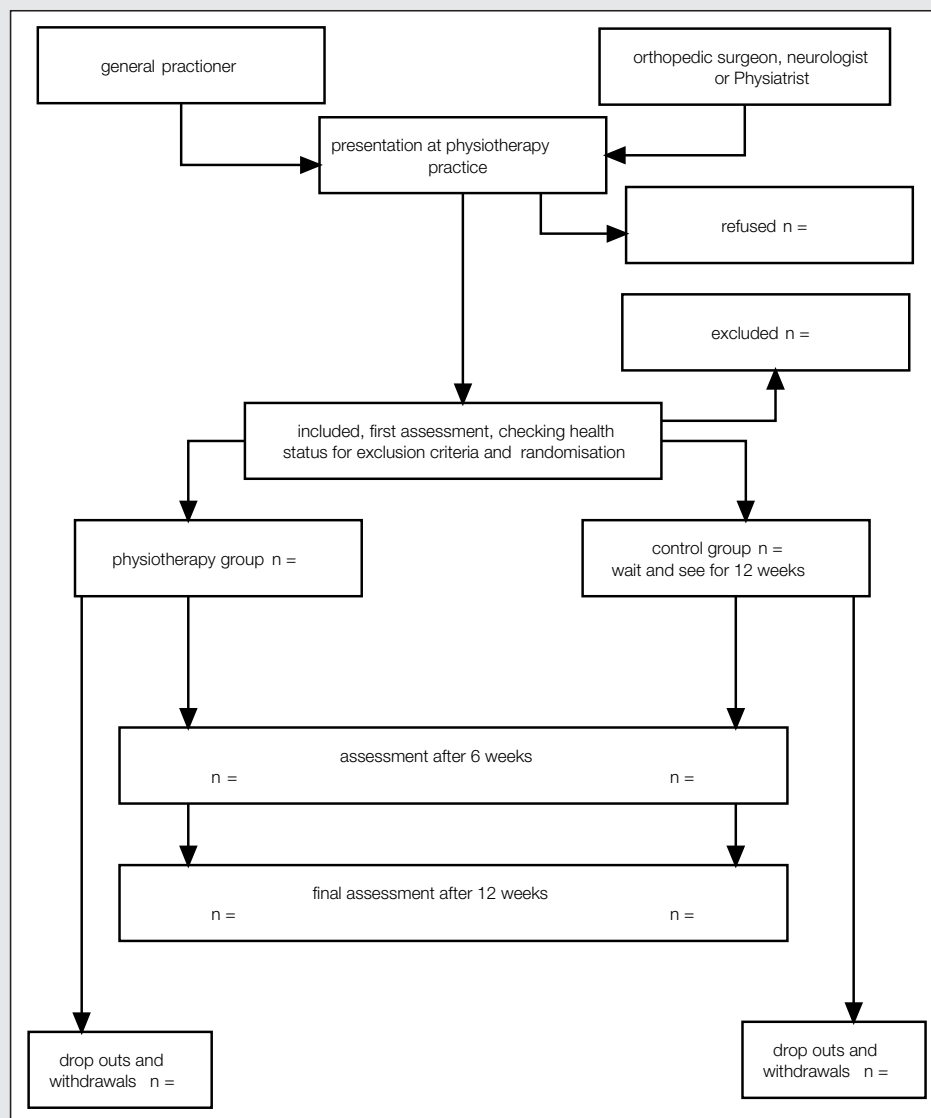 general practioner
orthopedic surgeon, neurologist
or Physiatrist
presentation at physiotherapy
practice
refused n =
excluded n =
included, first assessment, checking health
status for exclusion criteria and randomisation
physiotherapy group n =
control group n =
wait and see for 12 weeks
assessment after 6 weeks
n = n =
final assessment after 12 weeks
n = n =
drop outs and
withdrawals n =
drop outs and
withdrawals n =